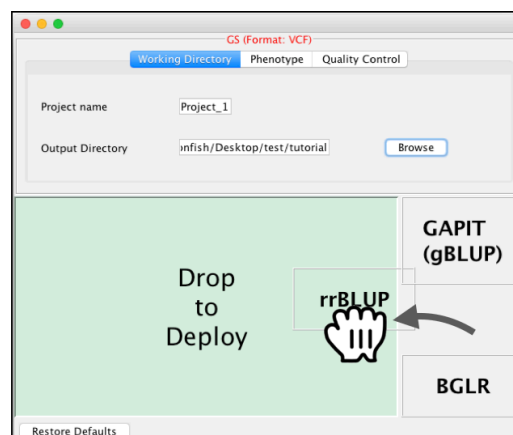 GS (Format: VCF)
Working Directory Phenotype Quality Control
Project name Project_1
Output Directory onfish/Desktop/test/tutorial Browse
GAPIT
(gBLUP)
Drop
to
Deploy
rrBLUP
BGLR
Restore Defaults